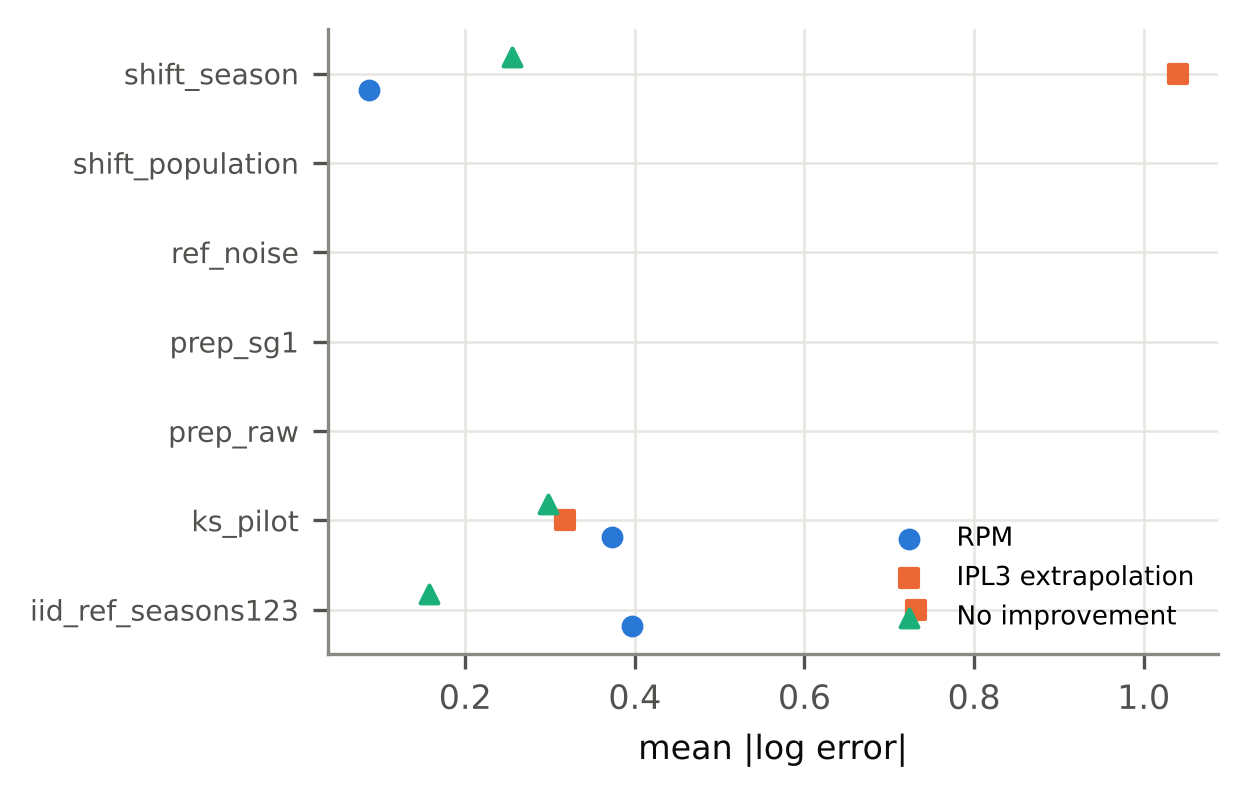 shift_season
shift_population
ref_noise
prep_sg1
prep_raw
ks_pilot
iid_ref_seasons123
RPM
IPL3 extrapolation
No improvement
0.2 0.4 0.6 0.8 1.0
mean |log error|